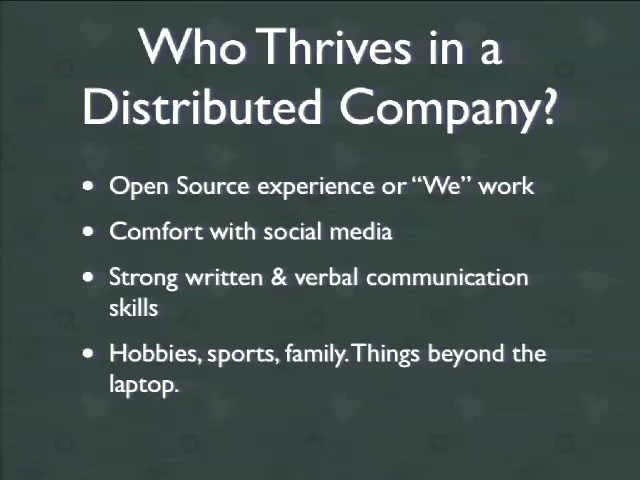 Who Thrives in a
Distributed Company?
• Open Source experience or “We” work
• Comfort with social media
• Strong written & verbal communication
skills
• Hobbies, sports, family. Things beyond the
laptop.